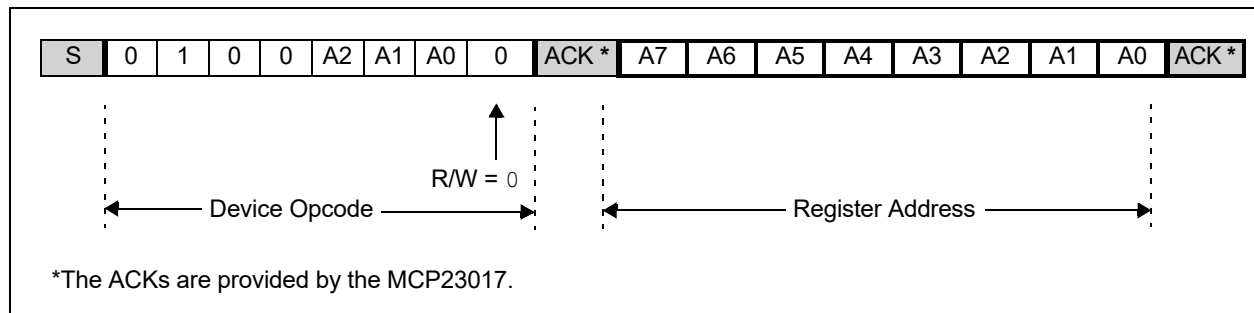 S 0 1 0 0 A2 A1 A0 0 ACK * A7 A6 A5 A4 A3 A2 A1 A0 ACK *
R/W = 0
Device Opcode Register Address
*The ACKs are provided by the MCP23017.